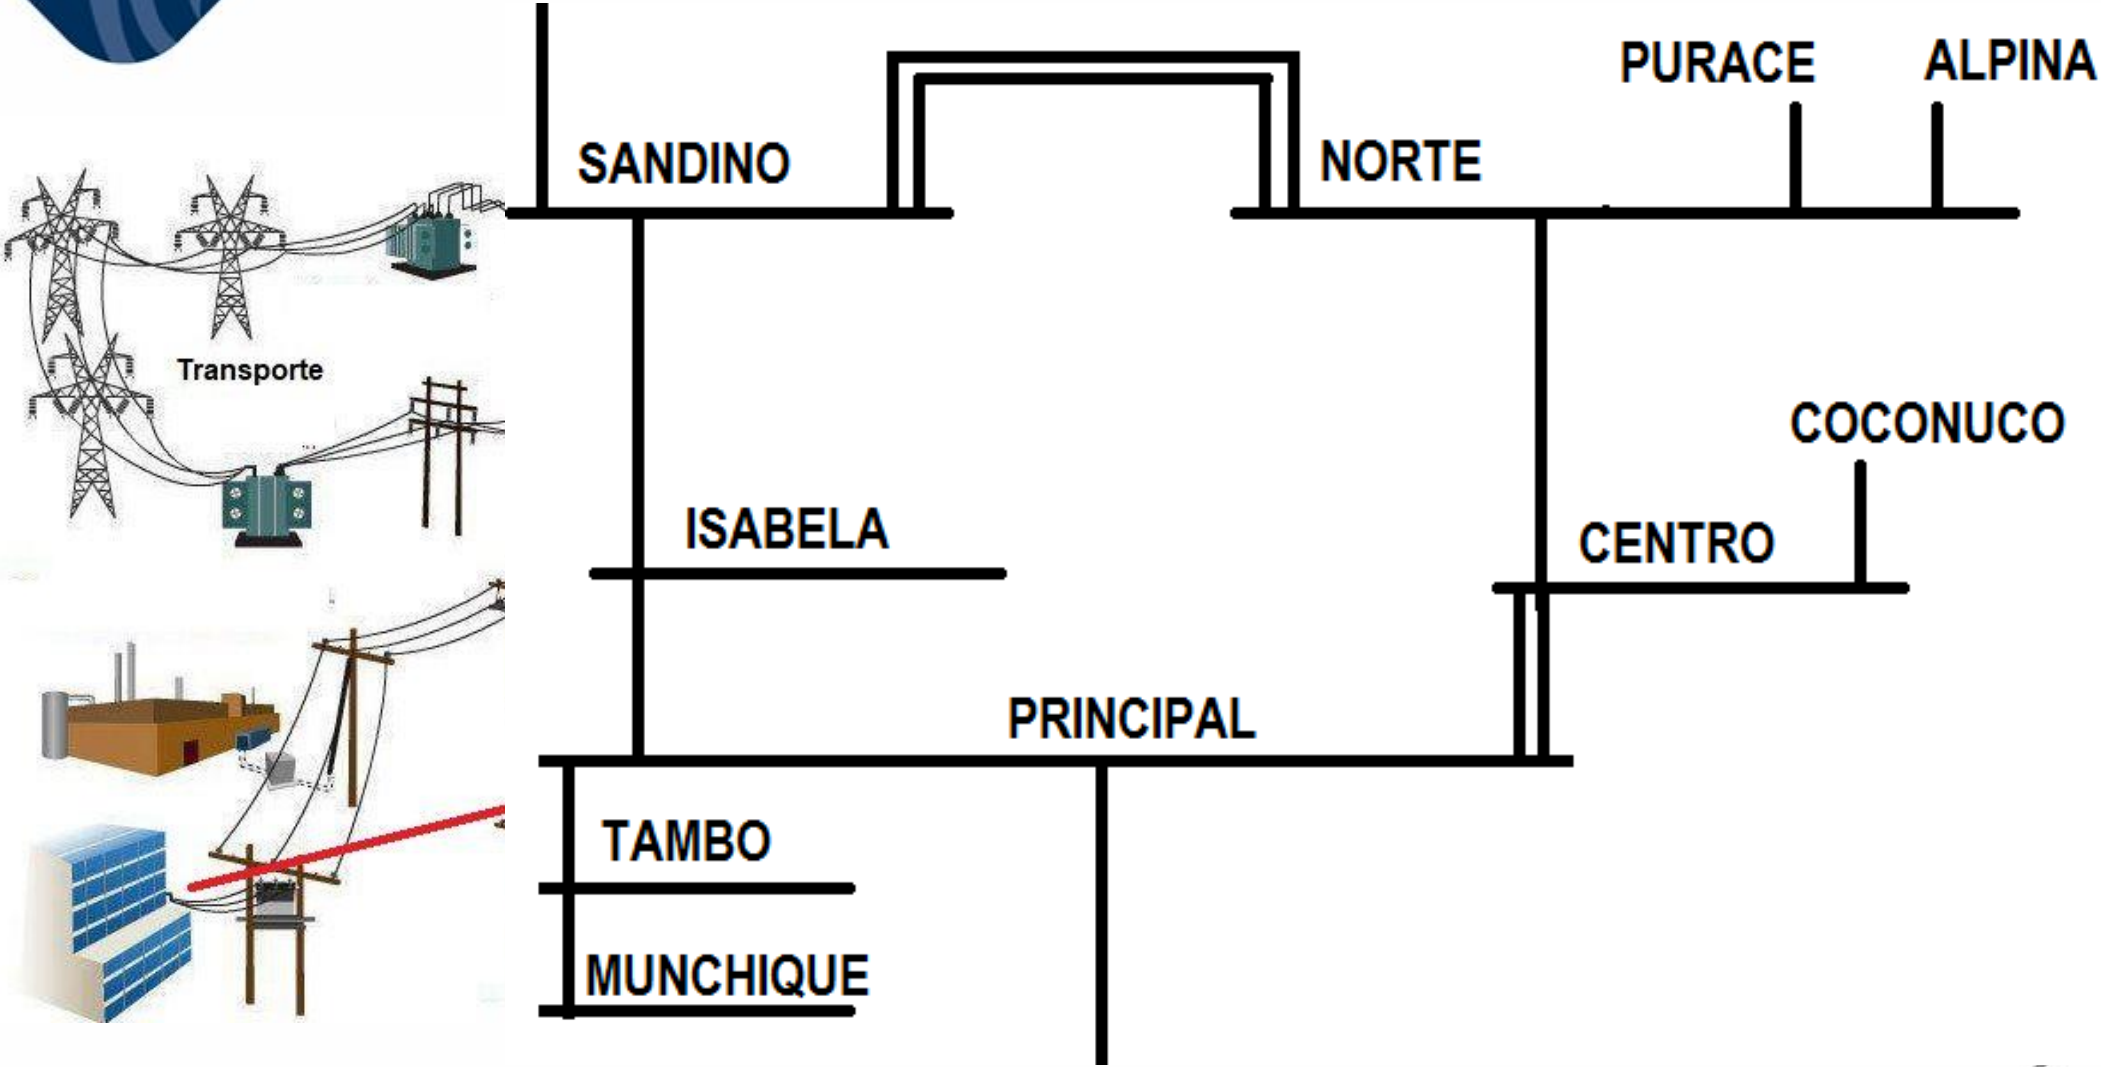 PURACE
ALPINA
SANDINO
NORTE
Transporte
COCONUCO
ISABELA
CENTRO
PRINCIPAL
TAMBO
MUNCHIQUE